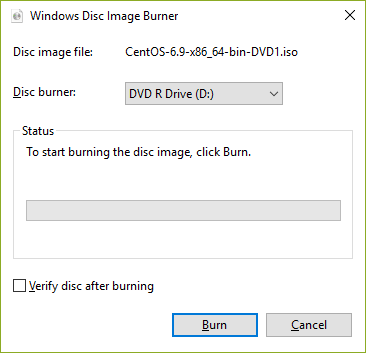 Windows Disc Image Burner
Disc image file: CentOS-6.9-x86_64-bin-DVD1.iso
Disc burner: DVD R Drive (D:)
Status
To start burning the disc image, click Burn.
Verify disc after burning
Burn Cancel